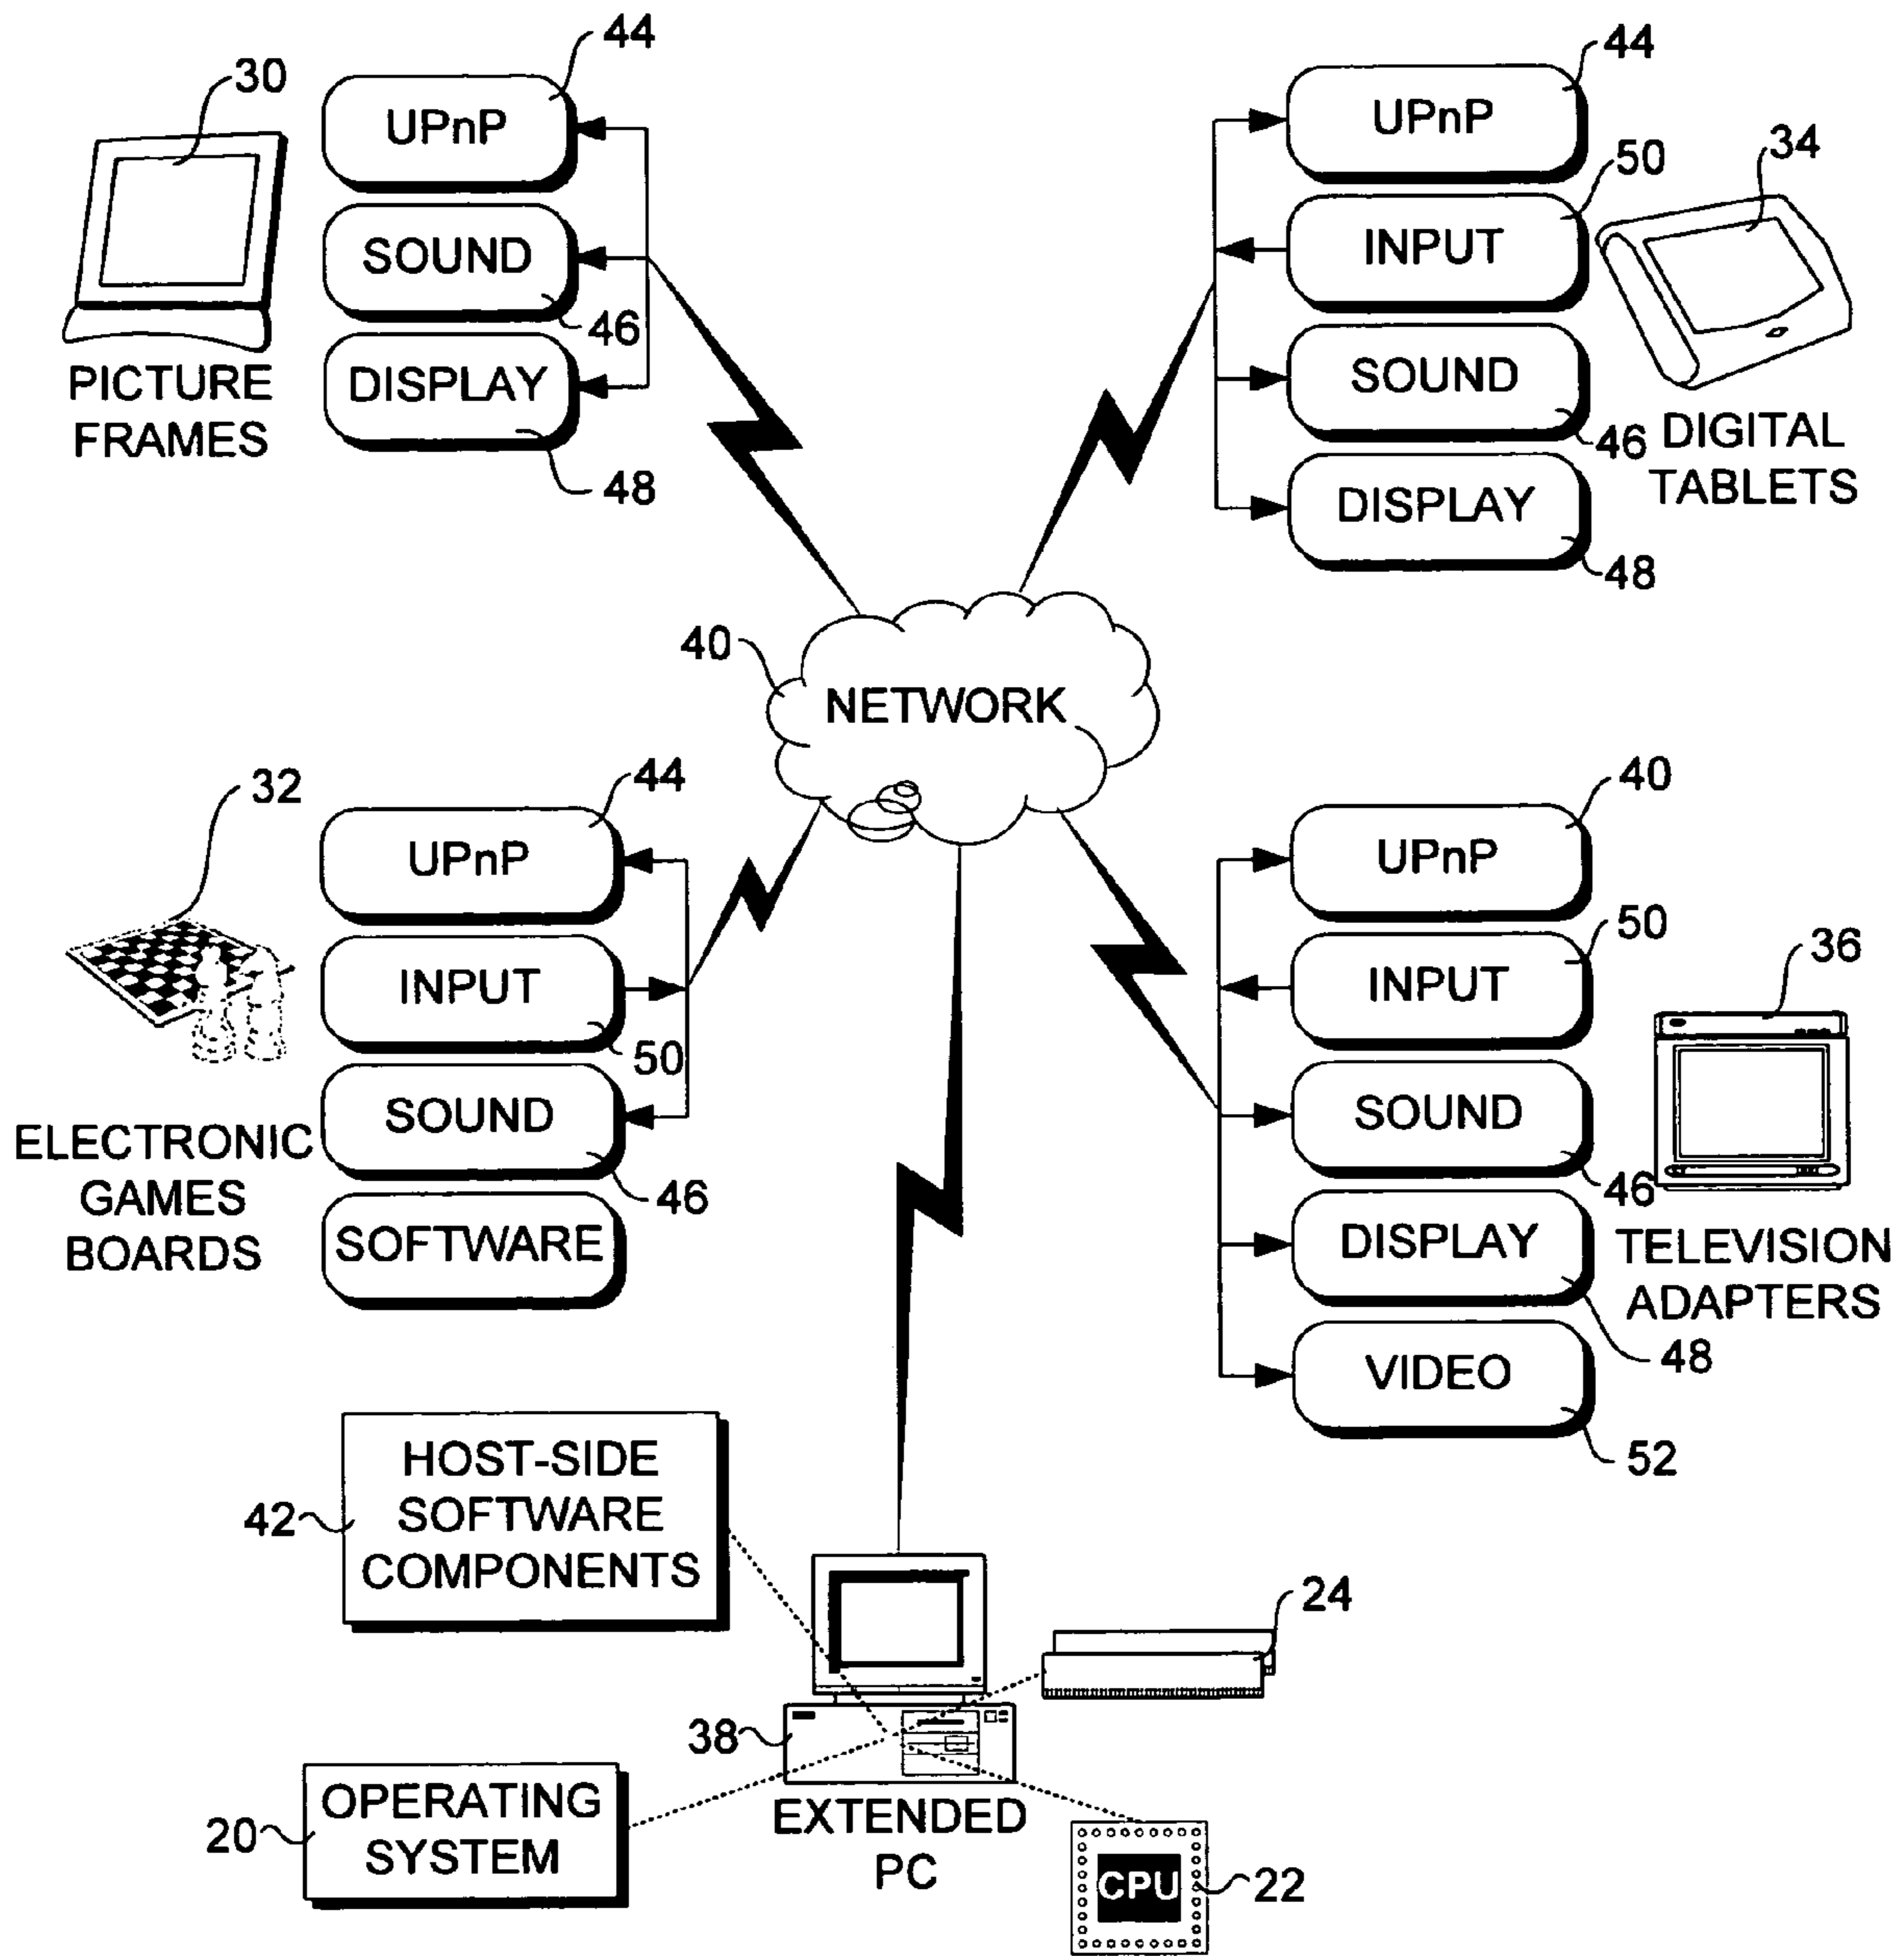 44
30
UPnP
SOUND
46
DISPLAY
48
PICTURE
FRAMES
44
UPnP
50
34
INPUT
SOUND
46
DISPLAY
48
DIGITAL
TABLETS
40
NETWORK
32
44
UPnP
INPUT
50
SOUND
46
SOFTWARE
ELECTRONIC
GAMES
BOARDS
40
UPnP
50
36
INPUT
SOUND
46
DISPLAY
48
VIDEO
52
TELEVISION
ADAPTERS
42
HOST-SIDE
SOFTWARE
COMPONENTS
24
38
20
OPERATING
SYSTEM
EXTENDED
PC
CPU
22